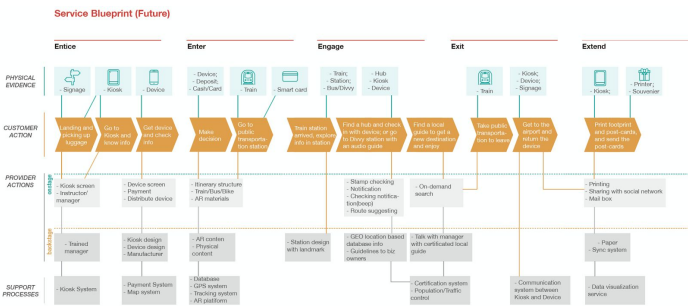 Service Blueprint (Future)
Entice
Enter
Engage
Exit
Extend
PHYSICAL
EVIDENCE
- Signage
- Kiosk
- Device
- Device;
- Deposit,
- Cash/Card
- Train
- Smart card
- Train;
- Station;
- Bus/Divvy
- Hub
- Kiosk
- Device
- Train
- Kiosk;
- Device;
- Signage
- Kiosk;
- Printer;
- Souvenier
CUSTOMER
ACTION
Landing and
picking up
luggage
Go to
Kiosk and
know info
Get device
and check
info
Make
decision
Go to
public
transporta-
tion station
Train station
arrived, explore
info in station
Find a hub and check
in with device; or go
to Divvy station with
an audio guide
Find a local
guide to get a
new destination
and enjoy
Take public
transporta-
tion to leave
Get to the
airport and
return the
device
Print footprint
and post-cards,
and send the
post-cards
PROVIDER
ACTIONS
onstage
- Kiosk screen
- Instructor/
manager
- Device screen
- Payment
- Distribute device
- Itinerary structure
- Train/Bus/Bike
- AR materials
- Stamp checking
- Notification
- Checking notifica-
tion(beep)
- Route suggesting
- On-demand
search
- Printing
- Sharing with social network
- Mail box
backstage
- Trained
manager
- Kiosk design
- Device design
- Manufacturer
- API conten
- Physical
content
- Station design
with landmark
- GEO location based
database info
- Guidelines to biz
owners
- Talk with manager
with certificated local
guide
- Paper
- Sync system
SUPPORT
PROCESSES
- Kiosk System
- Payment System
- Map system
- Database
- GPS system
- Tracking system
- AR platform
- Certification system
- Population/Traffic
control
- Communication
system between
Kiosk and Device
- Data visualization
service